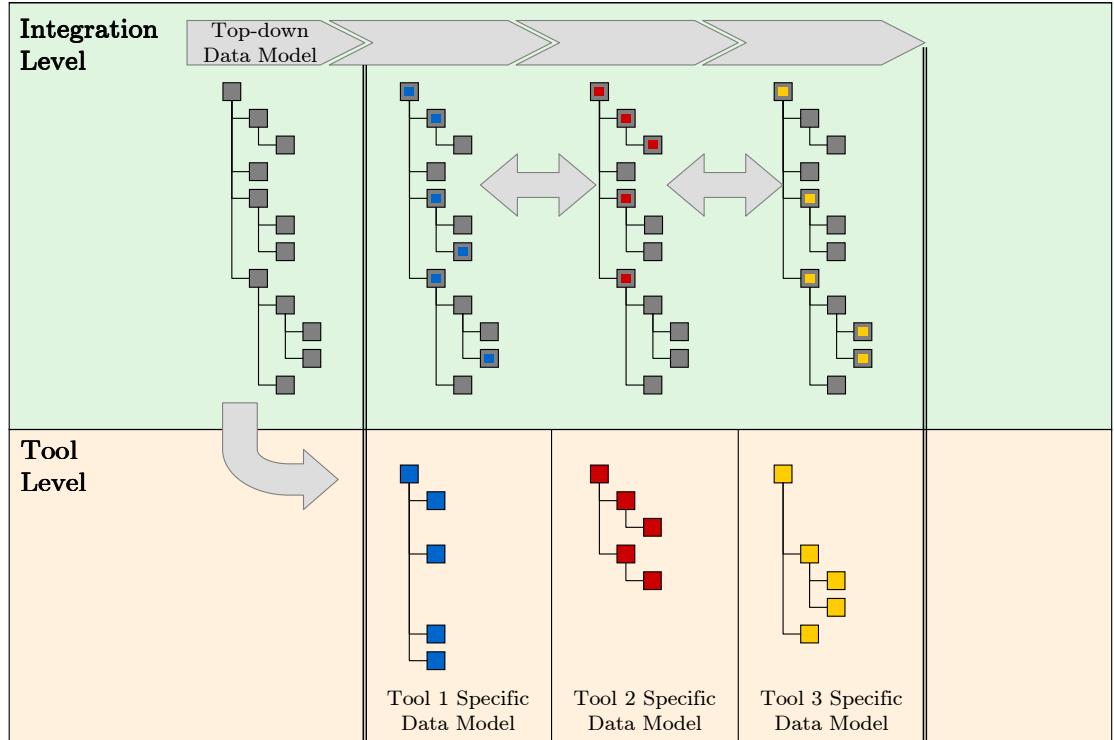 Integration
Level
Top-down
Data Model
Tool
Level
Tool 1 Specific
Data Model
Tool 2 Specific
Data Model
Tool 3 Specific
Data Model